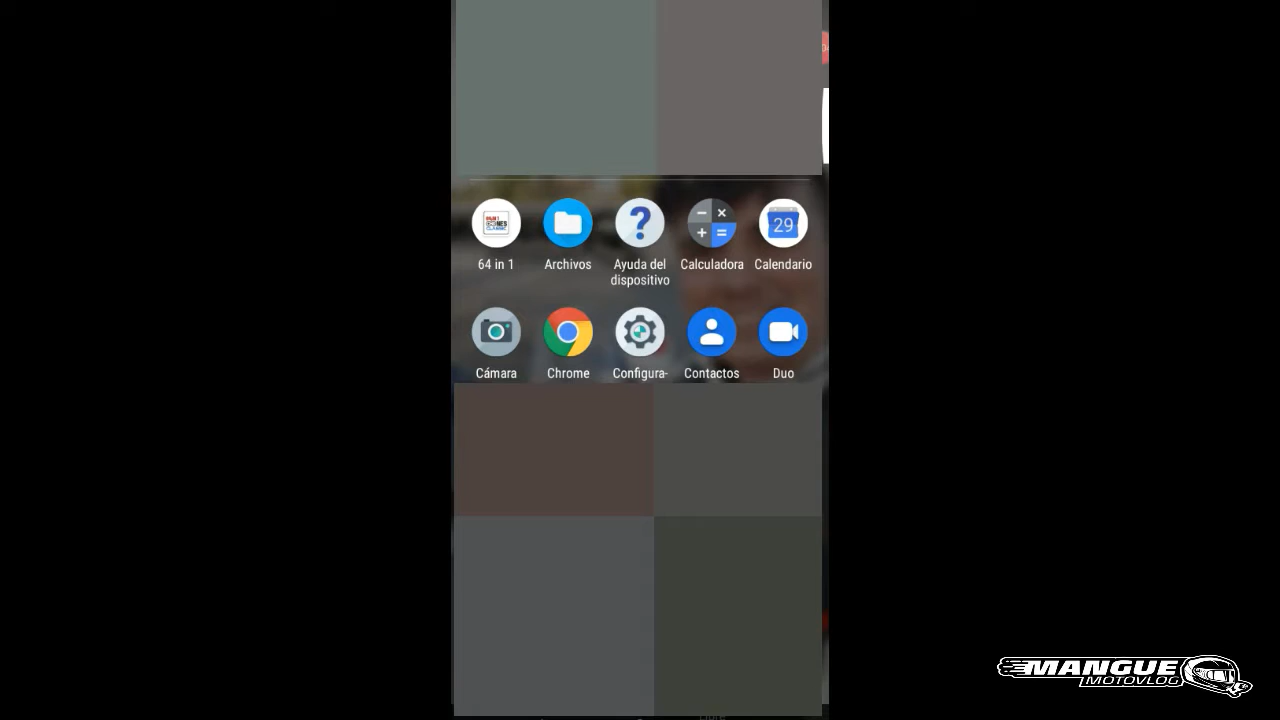 64 in 1
Archivos
Ayuda del
dispositivo
Calculadora
29
Calendario
Cámara
Chrome
Configura-
Contactos
Duo
MANGUE
MOTOVLOG